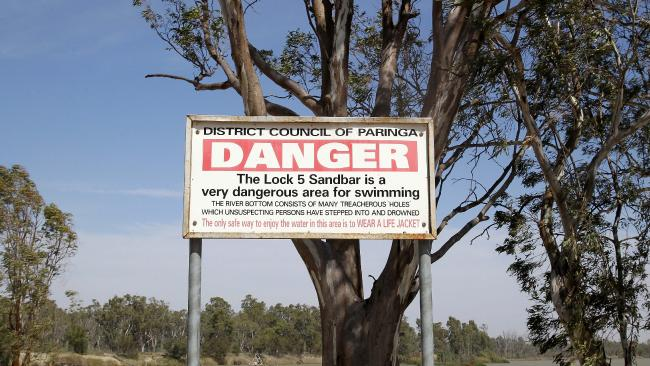 DISTRICT COUNCIL OF PARINGA
DANGER
The Lock 5 Sandbar is a
very dangerous area for swimming
THE RIVER BOTTOM CONSISTS OF MANY TREACHEROUS 'HOLES'
WHICH UNSUSPECTING PERSONS HAVE STEPPED INTO AND DROWNED
The only safe way to enjoy the water in this area is to WEAR A LIFE JACKET